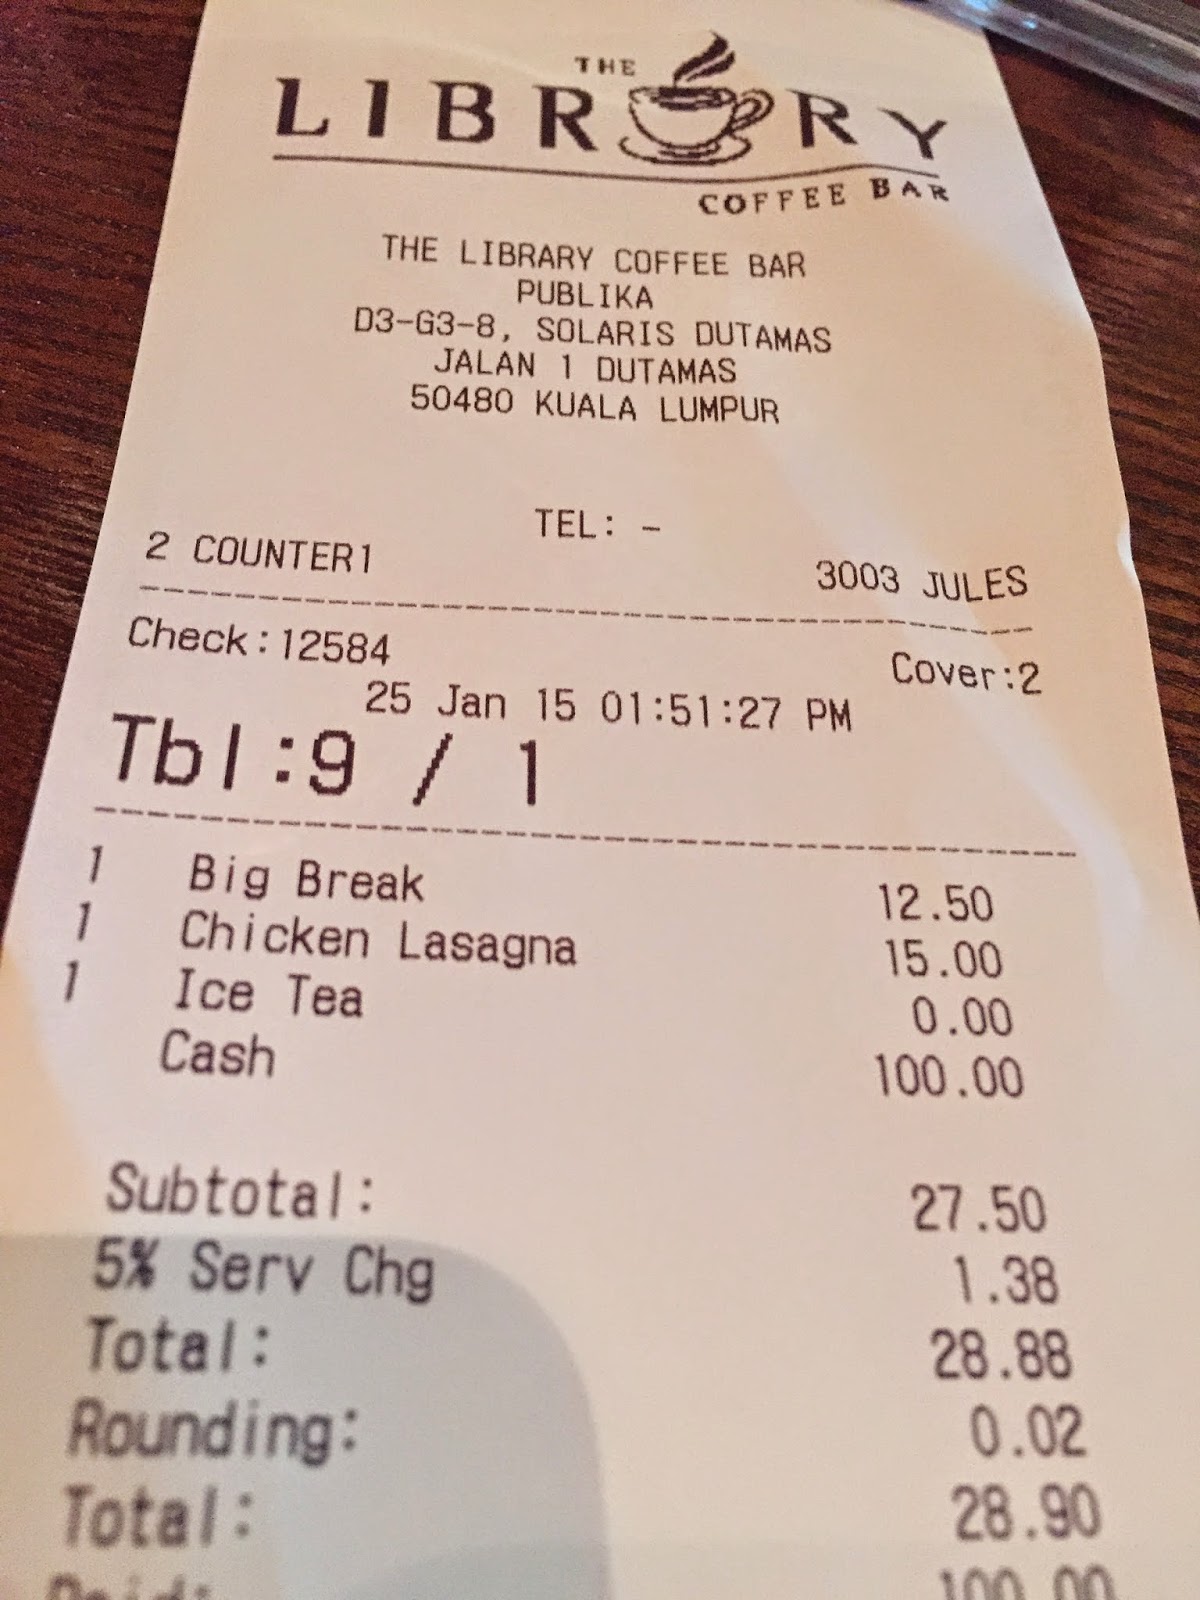 THE
LIBRARY
COFFEE BAR
THE LIBRARY COFFEE BAR
PUBLIKA
D3-G3-8, SOLARIS DUTAMAS
JALAN 1 DUTAMAS
50480 KUALA LUMPUR
TEL: -
2 COUNTER1 3003 JULES
Check:12584 Cover:2
25 Jan 15 01:51:27 PM
Tbl:9 / 1
1 Big Break 12.50
1 Chicken Lasagna 15.00
1 Ice Tea 0.00
Cash 100.00
Subtotal: 27.50
5% Serv Chg 1.38
Total: 28.88
Rounding: 0.02
Total: 28.90
Paid: 100.00